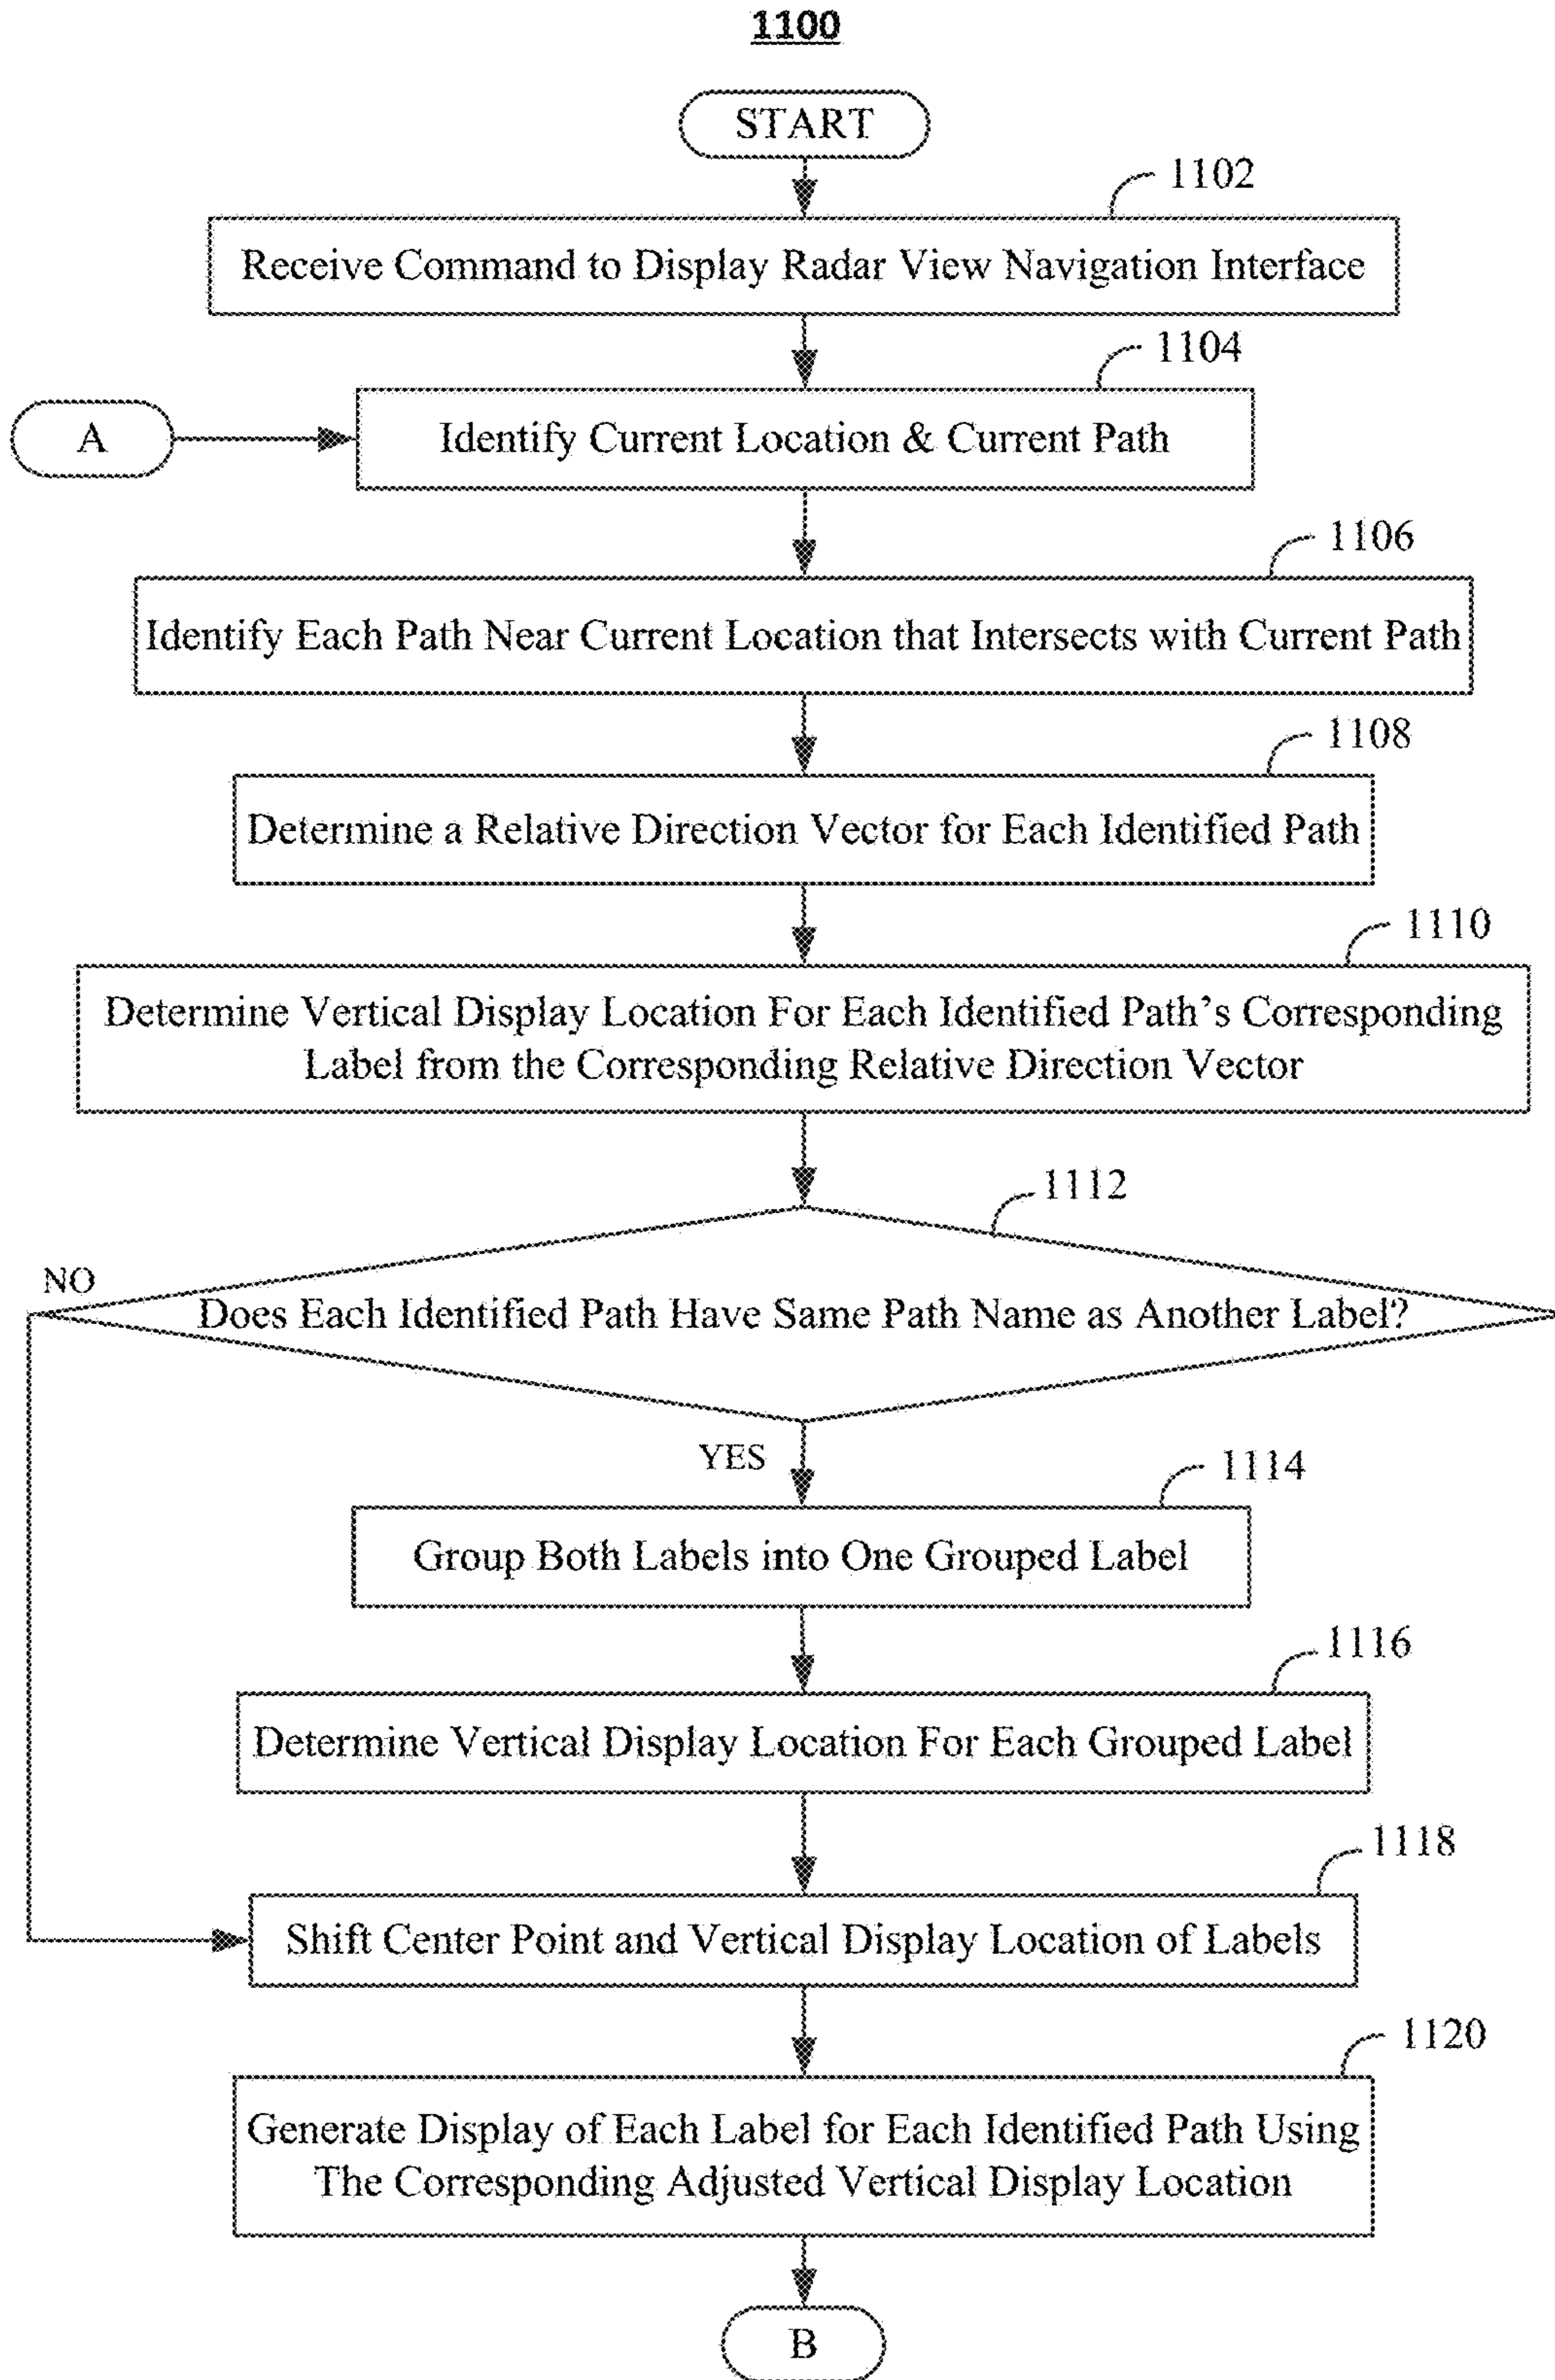 1100
START
1102
Receive Command to Display Radar View Navigation Interface
1104
A
Identify Current Location & Current Path
1106
Identify Each Path Near Current Location that Intersects with Current Path
1108
Determine a Relative Direction Vector for Each Identified Path
1110
Determine Vertical Display Location For Each Identified Path's Corresponding
Label from the Corresponding Relative Direction Vector
1112
NO
Does Each Identified Path Have Same Path Name as Another Label?
YES
1114
Group Both Labels into One Grouped Label
1116
Determine Vertical Display Location For Each Grouped Label
1118
Shift Center Point and Vertical Display Location of Labels
1120
Generate Display of Each Label for Each Identified Path Using
The Corresponding Adjusted Vertical Display Location
B